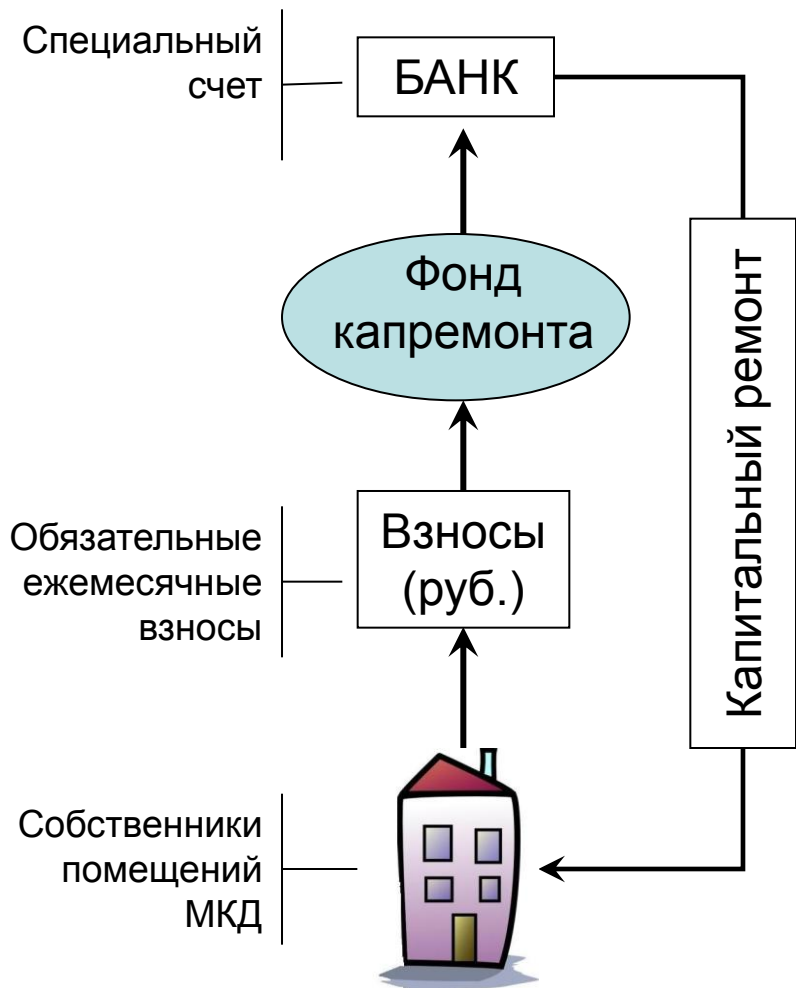 Специальный
счет
БАНК
Фонд
капремонта
Капитальный ремонт
Обязательные
ежемесячные
взносы
Взносы
(руб.)
Собственники
помещений
МКД